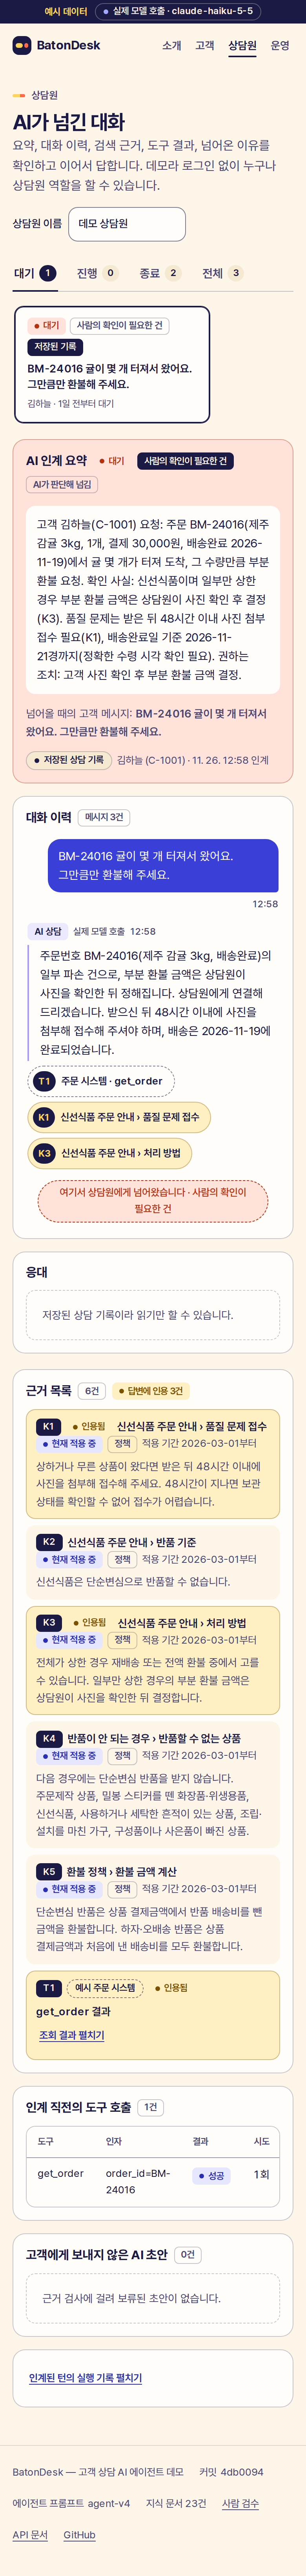 예시 데이터 실제 모델 호출 · claude-haiku-5-5
BatonDesk 소개 고객 상담원 운영
상담원
AI가 넘긴 대화
요약, 대화 이력, 검색 근거, 도구 결과, 넘어온 이유를
확인하고 이어서 답합니다. 데모라 로그인 없이 누구나
상담원 역할을 할 수 있습니다.
상담원 이름 데모 상담원
대기 1 진행 0 종료 2 전체 3
대기 사람의 확인이 필요한 건
저장된 기록
BM-24016 귤이 몇 개 터져서 왔어요.
그만큼만 환불해 주세요.
김하늘 · 1일 전부터 대기
AI 인계 요약 대기 사람의 확인이 필요한 건
AI가 판단해 넘김
고객 김하늘(C-1001) 요청: 주문 BM-24016(제주
감귤 3kg, 1개, 결제 30,000원, 배송완료 2026-
11-19)에서 귤 몇 개가 터져 도착, 그 수량만큼 부분
환불 요청. 확인 사실: 신선식품이며 일부만 상한
경우 부분 환불 금액은 상담원이 사진 확인 후 결정
(K3). 품질 문제는 받은 뒤 48시간 이내 사진 첨부
접수 필요(K1), 배송완료일 기준 2026-11-
21경까지(정확한 수령 시각 확인 필요). 권하는
조치: 고객 사진 확인 후 부분 환불 금액 결정.
넘어올 때의 고객 메시지: BM-24016 귤이 몇 개 터져서
왔어요. 그만큼만 환불해 주세요.
저장된 상담 기록 김하늘 (C-1001) · 11. 26. 12:58 인계
대화 이력 메시지 3건
BM-24016 귤이 몇 개 터져서 왔어요.
그만큼만 환불해 주세요.
12:58
AI 상담 실제 모델 호출 12:58
주문번호 BM-24016(제주 감귤 3kg, 배송완료)의
일부 파손 건으로, 부분 환불 금액은 상담원이
사진을 확인한 뒤 정해집니다. 상담원에게 연결해
드리겠습니다. 받으신 뒤 48시간 이내에 사진을
첨부해 접수해 주셔야 하며, 배송은 2026-11-19에
완료되었습니다.
T1 주문 시스템 · get_order
K1 신선식품 주문 안내 › 품질 문제 접수
K3 신선식품 주문 안내 › 처리 방법
여기서 상담원에게 넘어왔습니다 · 사람의 확인이
필요한 건
응대
저장된 상담 기록이라 읽기만 할 수 있습니다.
근거 목록 6건 답변에 인용 3건
K1 인용됨 신선식품 주문 안내 › 품질 문제 접수
현재 적용 중 정책 적용 기간 2026-03-01부터
상하거나 무른 상품이 왔다면 받은 뒤 48시간 이내에
사진을 첨부해 접수해 주세요. 48시간이 지나면 보관
상태를 확인할 수 없어 접수가 어렵습니다.
K2 신선식품 주문 안내 › 반품 기준
현재 적용 중 정책 적용 기간 2026-03-01부터
신선식품은 단순변심으로 반품할 수 없습니다.
K3 인용됨 신선식품 주문 안내 › 처리 방법
현재 적용 중 정책 적용 기간 2026-03-01부터
전체가 상한 경우 재배송 또는 전액 환불 중에서 고를
수 있습니다. 일부만 상한 경우의 부분 환불 금액은
상담원이 사진을 확인한 뒤 결정합니다.
K4 반품이 안 되는 경우 › 반품할 수 없는 상품
현재 적용 중 정책 적용 기간 2026-03-01부터
다음 경우에는 단순변심 반품을 받지 않습니다.
주문제작 상품, 밀봉 스티커를 뗀 화장품·위생용품,
신선식품, 사용하거나 세탁한 흔적이 있는 상품, 조립·
설치를 마친 가구, 구성품이나 사은품이 빠진 상품.
K5 환불 정책 › 환불 금액 계산
현재 적용 중 정책 적용 기간 2026-03-01부터
단순변심 반품은 상품 결제금액에서 반품 배송비를 뺀
금액을 환불합니다. 하자·오배송 반품은 상품
결제금액과 처음에 낸 배송비를 모두 환불합니다.
T1 예시 주문 시스템 인용됨
get_order 결과
조회 결과 펼치기
인계 직전의 도구 호출 1건
도구 인자 결과 시도
get_order order_id=BM- 성공 1회
24016
고객에게 보내지 않은 AI 초안 0건
근거 검사에 걸려 보류된 초안이 없습니다.
인계된 턴의 실행 기록 펼치기
BatonDesk — 고객 상담 AI 에이전트 데모 커밋 4db0094
에이전트 프롬프트 agent-v4 지식 문서 23건 사람 검수
API 문서 GitHub